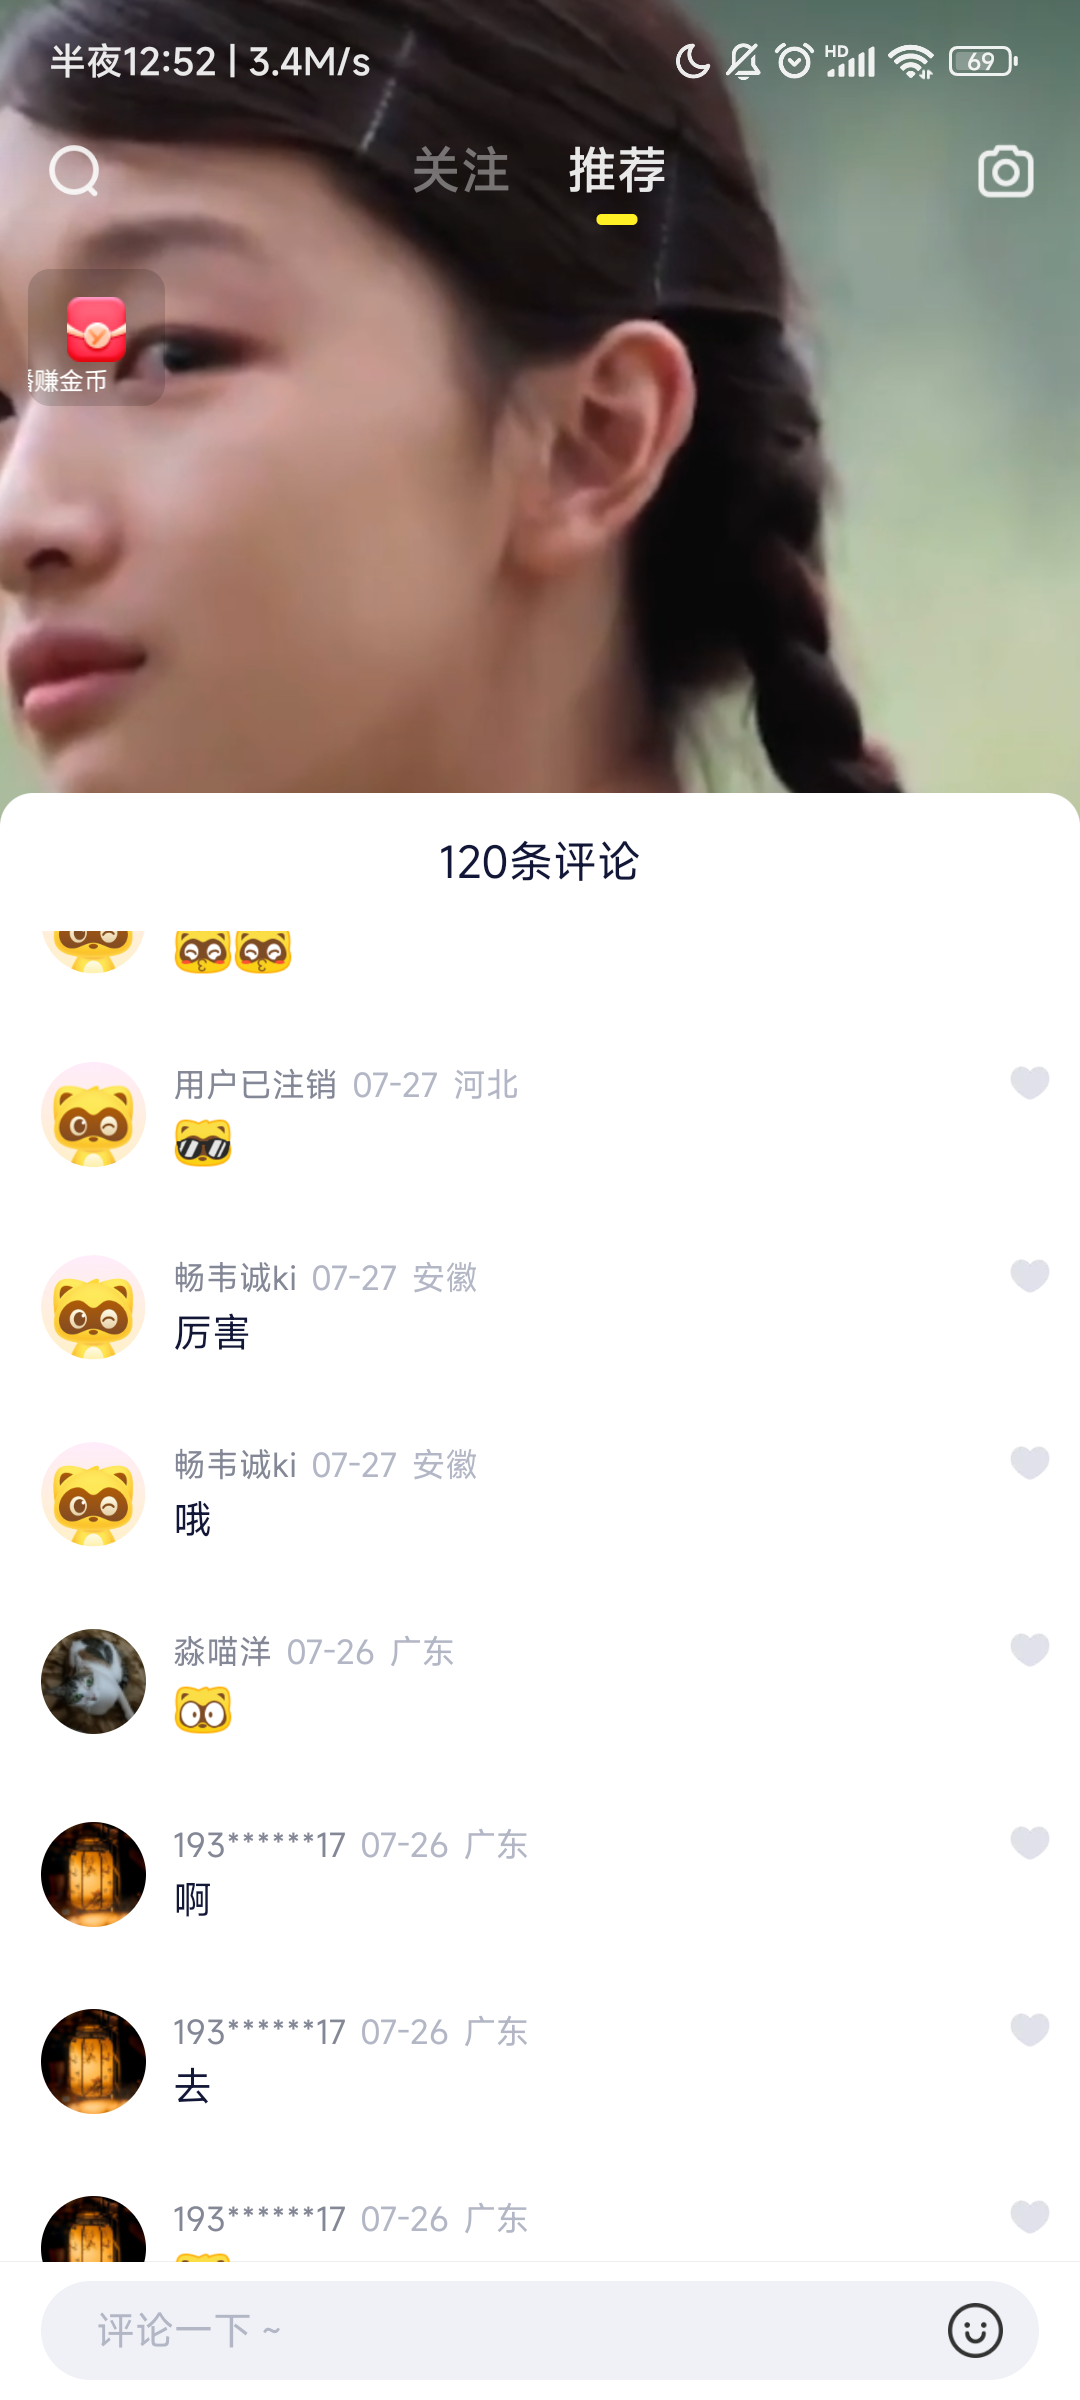 半夜12:52 | 3.4M/s
HD
69
关注 推荐
赚金币
120条评论
用户已注销 07-27 河北
畅韦诚ki 07-27 安徽
厉害
畅韦诚ki 07-27 安徽
哦
淼喵洋 07-26 广东
193******17 07-26 广东
啊
193******17 07-26 广东
去
193******17 07-26 广东
评论一下 ~